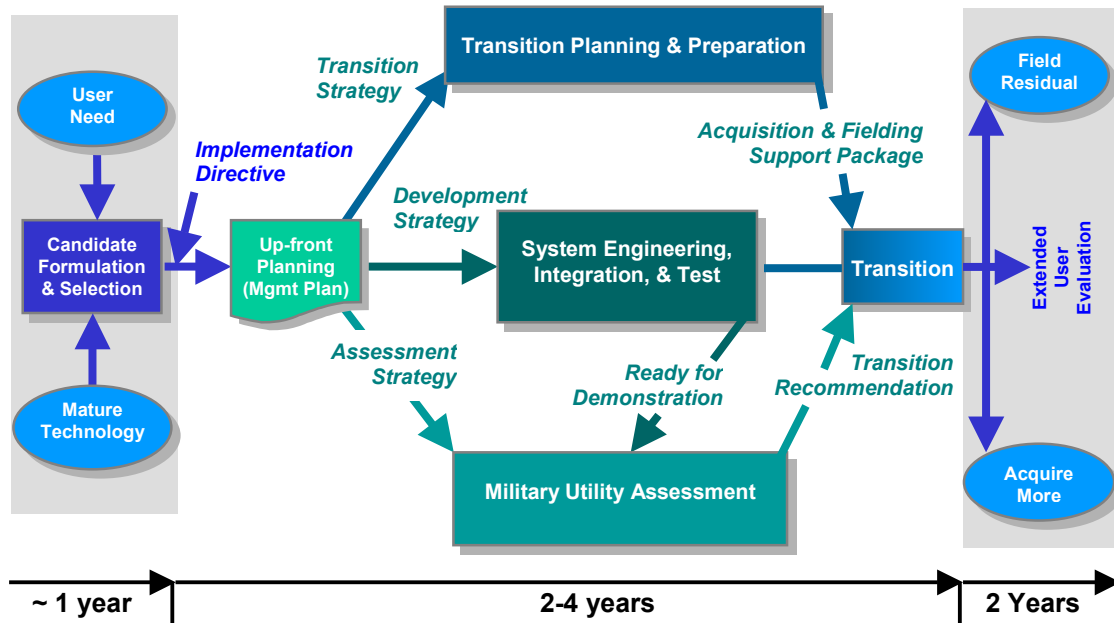 User
Need
Candidate
Formulation
& Selection
Mature
Technology
Implementation
Directive
Up-front
Planning
(Mgmt Plan)
Transition
Strategy
Development
Strategy
Assessment
Strategy
Transition Planning & Preparation
System Engineering,
Integration, & Test
Ready for
Demonstration
Military Utility Assessment
Acquisition & Fielding
Support Package
Transition
Transition
Recommendation
Field
Residual
Extended
User
Evaluation
Acquire
More
~ 1 year
2-4 years
2 Years